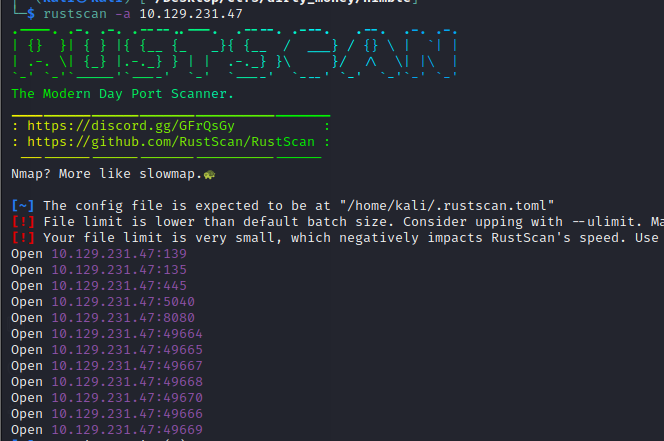 $ rustscan -a 10.129.231.47
The Modern Day Port Scanner.
: https://discord.gg/GFrQsGy :
: https://github.com/RustScan/RustScan :
Nmap? More like slowmap.🐢
[~] The config file is expected to be at "/home/kali/.rustscan.toml"
[!] File limit is lower than default batch size. Consider upping with --ulimit. Ma
[!] Your file limit is very small, which negatively impacts RustScan's speed. Use
Open 10.129.231.47:139
Open 10.129.231.47:135
Open 10.129.231.47:445
Open 10.129.231.47:5040
Open 10.129.231.47:8080
Open 10.129.231.47:49664
Open 10.129.231.47:49665
Open 10.129.231.47:49667
Open 10.129.231.47:49668
Open 10.129.231.47:49670
Open 10.129.231.47:49666
Open 10.129.231.47:49669